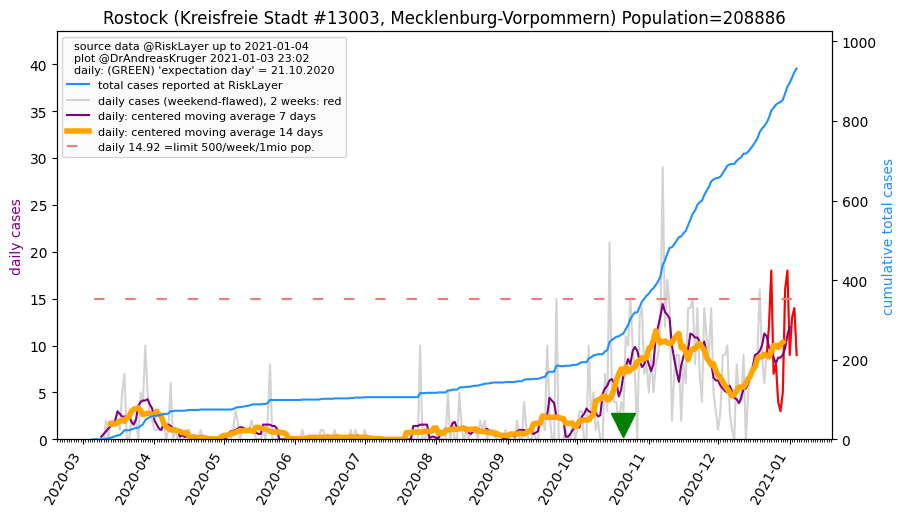 Rostock (Kreisfreie Stadt #13003, Mecklenburg-Vorpommern) Population=208886
source data @RiskLayer up to 2021-01-04
plot @DrAndreasKruger 2021-01-03 23:02
daily: (GREEN) 'expectation day' = 21.10.2020
total cases reported at RiskLayer
daily cases (weekend-flawed), 2 weeks: red
daily: centered moving average 7 days
daily: centered moving average 14 days
daily 14.92 =limit 500/week/1mio pop.
daily cases
40
35
30
25
20
15
10
5
0
cumulative total cases
1000
800
600
400
200
0
2020-03
2020-04
2020-05
2020-06
2020-07
2020-08
2020-09
2020-10
2020-11
2020-12
2021-01